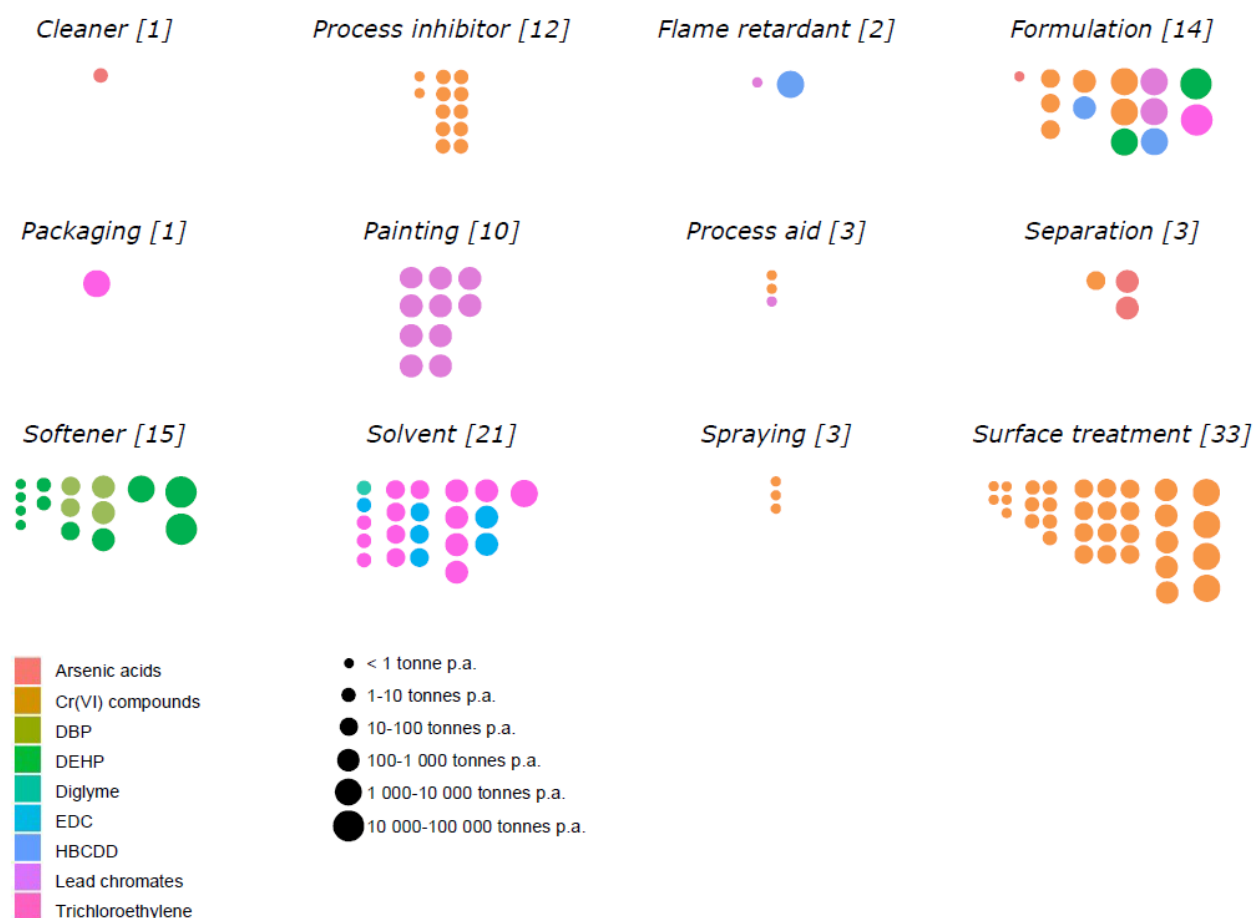 Cleaner [1]
Process inhibitor [12]
Flame retardant [2]
Formulation [14]
Packaging [1]
Painting [10]
Process aid [3]
Separation [3]
Softener [15]
Solvent [21]
Spraying [3]
Surface treatment [33]
Arsenic acids
Cr(VI) compounds
DBP
DEHP
Diglyme
EDC
HBCDD
Lead chromates
Trichloroethylene
< 1 tonne p.a.
1-10 tonnes p.a.
10-100 tonnes p.a.
100-1 000 tonnes p.a.
1 000-10 000 tonnes p.a.
10 000-100 000 tonnes p.a.